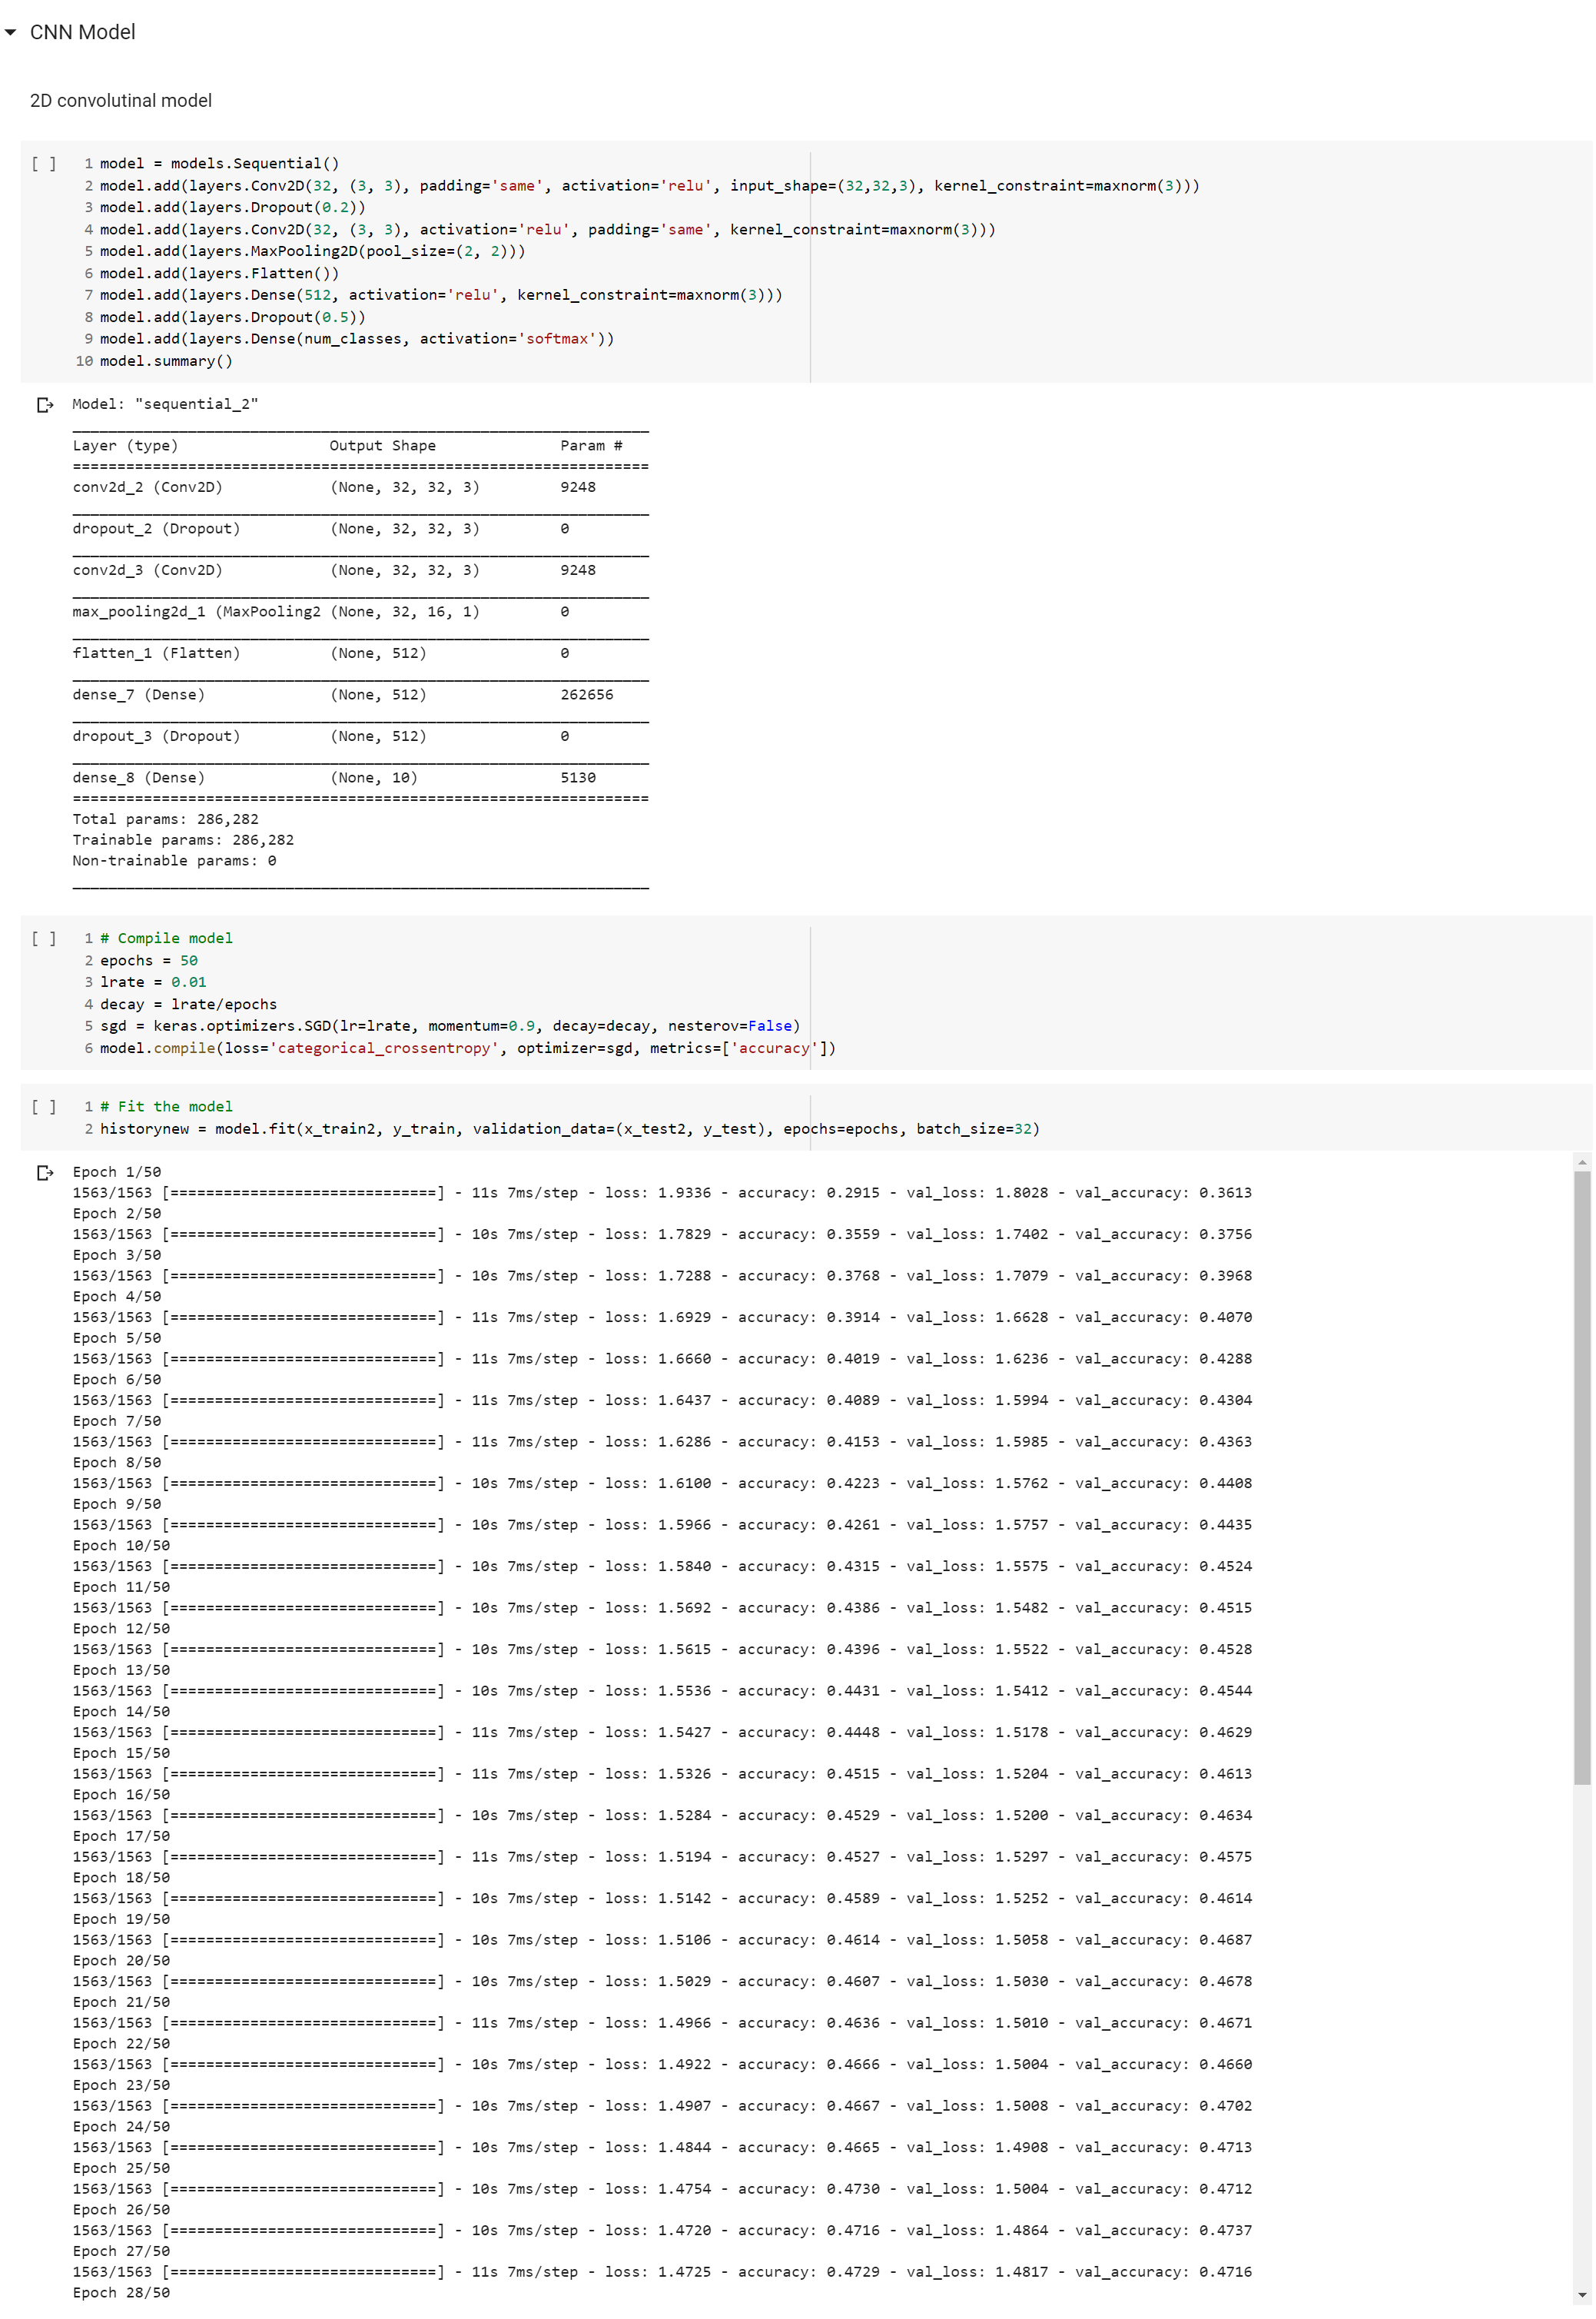 CNN Model
2D convolutinal model
[ ]
1 model = models.Sequential()
2 model.add(layers.Conv2D(32, (3, 3), padding='same', activation='relu', input_shape=(32,32,3), kernel_constraint=maxnorm(3)))
3 model.add(layers.Dropout(0.2))
4 model.add(layers.Conv2D(32, (3, 3), activation='relu', padding='same', kernel_constraint=maxnorm(3)))
5 model.add(layers.MaxPooling2D(pool_size=(2, 2)))
6 model.add(layers.Flatten())
7 model.add(layers.Dense(512, activation='relu', kernel_constraint=maxnorm(3)))
8 model.add(layers.Dropout(0.5))
9 model.add(layers.Dense(num_classes, activation='softmax'))
10 model.summary()
Model: "sequential_2"
_________________________________________________________________
Layer (type)                 Output Shape              Param #
=================================================================
conv2d_2 (Conv2D)            (None, 32, 32, 3)         9248
_________________________________________________________________
dropout_2 (Dropout)          (None, 32, 32, 3)         0
_________________________________________________________________
conv2d_3 (Conv2D)            (None, 32, 32, 3)         9248
_________________________________________________________________
max_pooling2d_1 (MaxPooling2 (None, 32, 16, 1)         0
_________________________________________________________________
flatten_1 (Flatten)          (None, 512)               0
_________________________________________________________________
dense_7 (Dense)              (None, 512)               262656
_________________________________________________________________
dropout_3 (Dropout)          (None, 512)               0
_________________________________________________________________
dense_8 (Dense)              (None, 10)                5130
=================================================================
Total params: 286,282
Trainable params: 286,282
Non-trainable params: 0
_________________________________________________________________
[ ]
1 # Compile model
2 epochs = 50
3 lrate = 0.01
4 decay = lrate/epochs
5 sgd = keras.optimizers.SGD(lr=lrate, momentum=0.9, decay=decay, nesterov=False)
6 model.compile(loss='categorical_crossentropy', optimizer=sgd, metrics=['accuracy'])
[ ]
1 # Fit the model
2 historynew = model.fit(x_train2, y_train, validation_data=(x_test2, y_test), epochs=epochs, batch_size=32)
Epoch 1/50
1563/1563 [==============================] - 11s 7ms/step - loss: 1.9336 - accuracy: 0.2915 - val_loss: 1.8028 - val_accuracy: 0.3613
Epoch 2/50
1563/1563 [==============================] - 10s 7ms/step - loss: 1.7829 - accuracy: 0.3559 - val_loss: 1.7402 - val_accuracy: 0.3756
Epoch 3/50
1563/1563 [==============================] - 10s 7ms/step - loss: 1.7288 - accuracy: 0.3768 - val_loss: 1.7079 - val_accuracy: 0.3968
Epoch 4/50
1563/1563 [==============================] - 11s 7ms/step - loss: 1.6929 - accuracy: 0.3914 - val_loss: 1.6628 - val_accuracy: 0.4070
Epoch 5/50
1563/1563 [==============================] - 11s 7ms/step - loss: 1.6660 - accuracy: 0.4019 - val_loss: 1.6236 - val_accuracy: 0.4288
Epoch 6/50
1563/1563 [==============================] - 11s 7ms/step - loss: 1.6437 - accuracy: 0.4089 - val_loss: 1.5994 - val_accuracy: 0.4304
Epoch 7/50
1563/1563 [==============================] - 11s 7ms/step - loss: 1.6286 - accuracy: 0.4153 - val_loss: 1.5985 - val_accuracy: 0.4363
Epoch 8/50
1563/1563 [==============================] - 10s 7ms/step - loss: 1.6100 - accuracy: 0.4223 - val_loss: 1.5762 - val_accuracy: 0.4408
Epoch 9/50
1563/1563 [==============================] - 10s 7ms/step - loss: 1.5966 - accuracy: 0.4261 - val_loss: 1.5757 - val_accuracy: 0.4435
Epoch 10/50
1563/1563 [==============================] - 10s 7ms/step - loss: 1.5840 - accuracy: 0.4315 - val_loss: 1.5575 - val_accuracy: 0.4524
Epoch 11/50
1563/1563 [==============================] - 10s 7ms/step - loss: 1.5692 - accuracy: 0.4386 - val_loss: 1.5482 - val_accuracy: 0.4515
Epoch 12/50
1563/1563 [==============================] - 10s 7ms/step - loss: 1.5615 - accuracy: 0.4396 - val_loss: 1.5522 - val_accuracy: 0.4528
Epoch 13/50
1563/1563 [==============================] - 10s 7ms/step - loss: 1.5536 - accuracy: 0.4431 - val_loss: 1.5412 - val_accuracy: 0.4544
Epoch 14/50
1563/1563 [==============================] - 11s 7ms/step - loss: 1.5427 - accuracy: 0.4448 - val_loss: 1.5178 - val_accuracy: 0.4629
Epoch 15/50
1563/1563 [==============================] - 11s 7ms/step - loss: 1.5326 - accuracy: 0.4515 - val_loss: 1.5204 - val_accuracy: 0.4613
Epoch 16/50
1563/1563 [==============================] - 10s 7ms/step - loss: 1.5284 - accuracy: 0.4529 - val_loss: 1.5200 - val_accuracy: 0.4634
Epoch 17/50
1563/1563 [==============================] - 11s 7ms/step - loss: 1.5194 - accuracy: 0.4527 - val_loss: 1.5297 - val_accuracy: 0.4575
Epoch 18/50
1563/1563 [==============================] - 10s 7ms/step - loss: 1.5142 - accuracy: 0.4589 - val_loss: 1.5252 - val_accuracy: 0.4614
Epoch 19/50
1563/1563 [==============================] - 10s 7ms/step - loss: 1.5106 - accuracy: 0.4614 - val_loss: 1.5058 - val_accuracy: 0.4687
Epoch 20/50
1563/1563 [==============================] - 10s 7ms/step - loss: 1.5029 - accuracy: 0.4607 - val_loss: 1.5030 - val_accuracy: 0.4678
Epoch 21/50
1563/1563 [==============================] - 11s 7ms/step - loss: 1.4966 - accuracy: 0.4636 - val_loss: 1.5010 - val_accuracy: 0.4671
Epoch 22/50
1563/1563 [==============================] - 10s 7ms/step - loss: 1.4922 - accuracy: 0.4666 - val_loss: 1.5004 - val_accuracy: 0.4660
Epoch 23/50
1563/1563 [==============================] - 10s 7ms/step - loss: 1.4907 - accuracy: 0.4667 - val_loss: 1.5008 - val_accuracy: 0.4702
Epoch 24/50
1563/1563 [==============================] - 10s 7ms/step - loss: 1.4844 - accuracy: 0.4665 - val_loss: 1.4908 - val_accuracy: 0.4713
Epoch 25/50
1563/1563 [==============================] - 10s 7ms/step - loss: 1.4754 - accuracy: 0.4730 - val_loss: 1.5004 - val_accuracy: 0.4712
Epoch 26/50
1563/1563 [==============================] - 10s 7ms/step - loss: 1.4720 - accuracy: 0.4716 - val_loss: 1.4864 - val_accuracy: 0.4737
Epoch 27/50
1563/1563 [==============================] - 11s 7ms/step - loss: 1.4725 - accuracy: 0.4729 - val_loss: 1.4817 - val_accuracy: 0.4716
Epoch 28/50